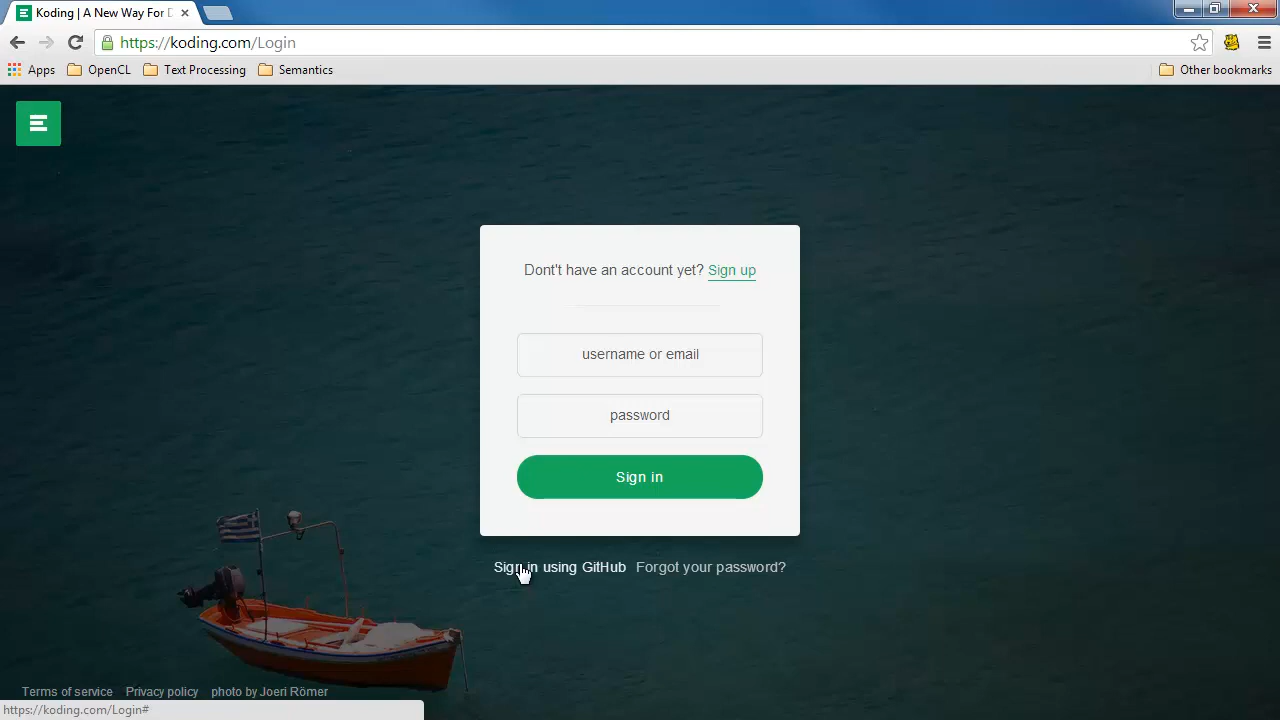 Koding | A New Way For D
https://koding.com/Login
Apps OpenCL Text Processing Semantics Other bookmarks
Dont't have an account yet? Sign up
username or email
password
Sign in
Sign in using GitHub Forgot your password?
Terms of service Privacy policy photo by Joeri Römer
https://koding.com/Login#